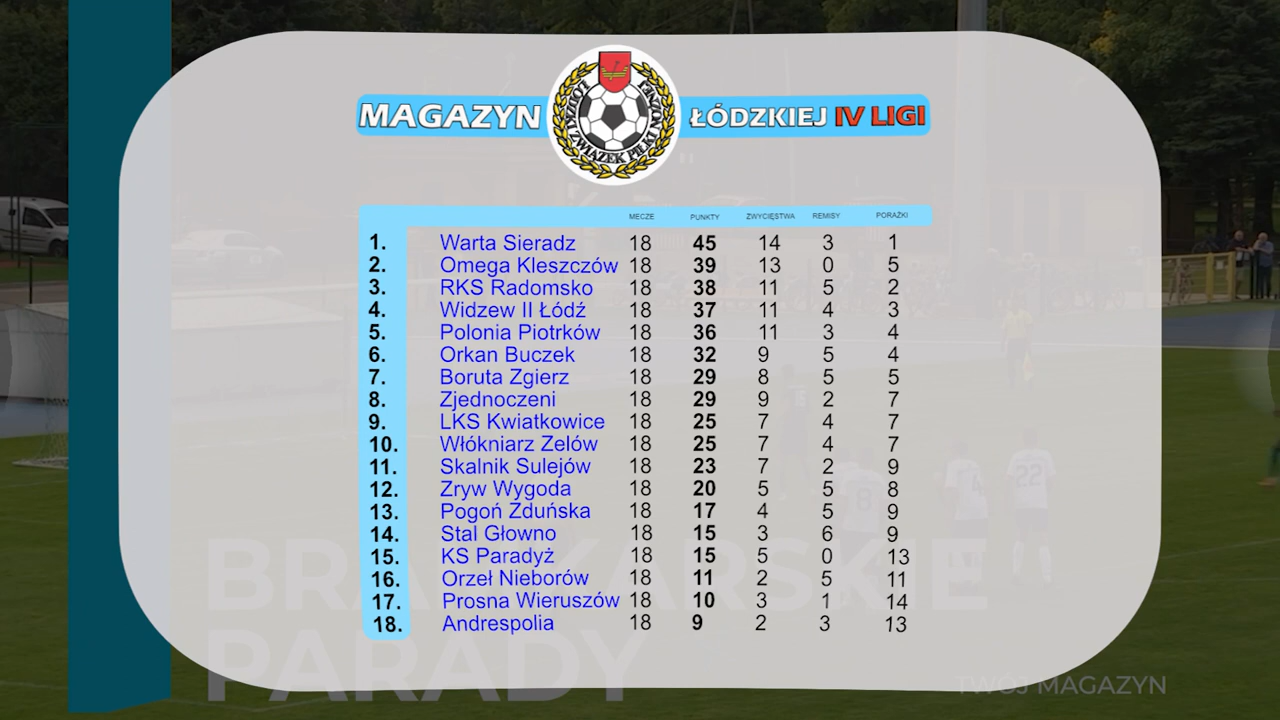 MAGAZYN ŁÓDZKIEJ IV LIGI
ŁÓDZKI ZWIĄZEK PIŁKI NOŻNEJ
MECZE PUNKTY ZWYCIĘSTWA REMISY PORAŻKI
1. Warta Sieradz 18 45 14 3 1
2. Omega Kleszczów 18 39 13 0 5
3. RKS Radomsko 18 38 11 5 2
4. Widzew II Łódź 18 37 11 4 3
5. Polonia Piotrków 18 36 11 3 4
6. Orkan Buczek 18 32 9 5 4
7. Boruta Zgierz 18 29 8 5 5
8. Zjednoczeni 18 29 9 2 7
9. LKS Kwiatkowice 18 25 7 4 7
10. Włókniarz Zelów 18 25 7 4 7
11. Skalnik Sulejów 18 23 7 2 9
12. Zryw Wygoda 18 20 5 5 8
13. Pogoń Zduńska 18 17 4 5 9
14. Stal Głowno 18 15 3 6 9
15. KS Paradyż 18 15 5 0 13
16. Orzeł Nieborów 18 11 2 5 11
17. Prosna Wieruszów 18 10 3 1 14
18. Andrespolia 18 9 2 3 13
8 4 22
BRAMKARSKIE
PARADY
TWÓJ MAGAZYN